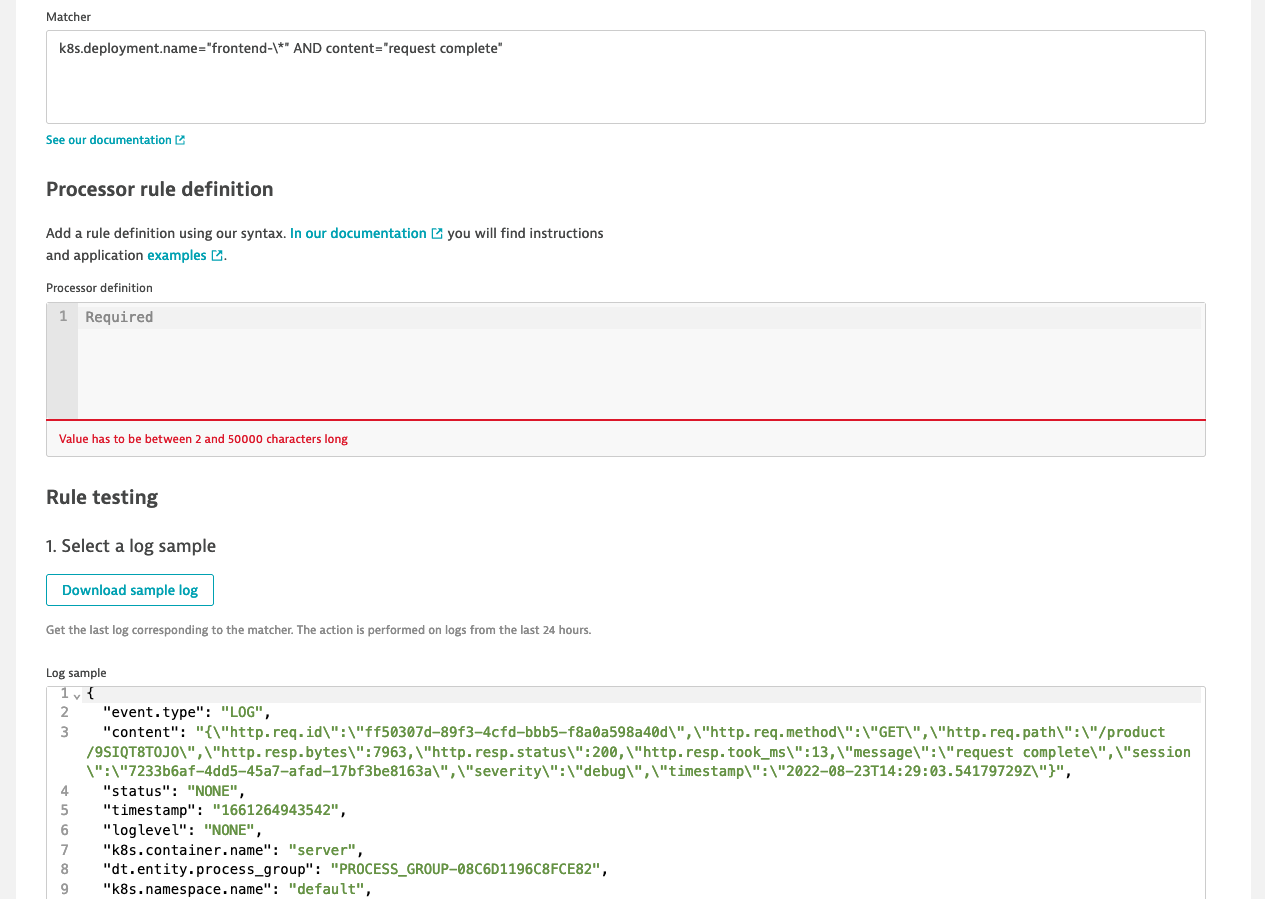 Matcher
k8s.deployment.name="frontend-\*" AND content="request complete"
See our documentation
Processor rule definition
Add a rule definition using our syntax. In our documentation you will find instructions
and application examples .
Processor definition
1 Required
Value has to be between 2 and 50000 characters long
Rule testing
1. Select a log sample
Download sample log
Get the last log corresponding to the matcher. The action is performed on logs from the last 24 hours.
Log sample
1 {
2 "event.type": "LOG",
3 "content": "{\"http.req.id\":\"ff50307d-89f3-4cfd-bbb5-f8a0a598a40d\",\"http.req.method\":\"GET\",\"http.req.path\":\"/product
/9SIQT8TOJO\",\"http.resp.bytes\":7963,\"http.resp.status\":200,\"http.resp.took_ms\":13,\"message\":\"request complete\",\"session
\":\"7233b6af-4dd5-45a7-afad-17bf3be8163a\",\"severity\":\"debug\",\"timestamp\":\"2022-08-23T14:29:03.54179729Z\"}",
4 "status": "NONE",
5 "timestamp": "1661264943542",
6 "loglevel": "NONE",
7 "k8s.container.name": "server",
8 "dt.entity.process_group": "PROCESS_GROUP-08C6D1196C8FCE82",
9 "k8s.namespace.name": "default",